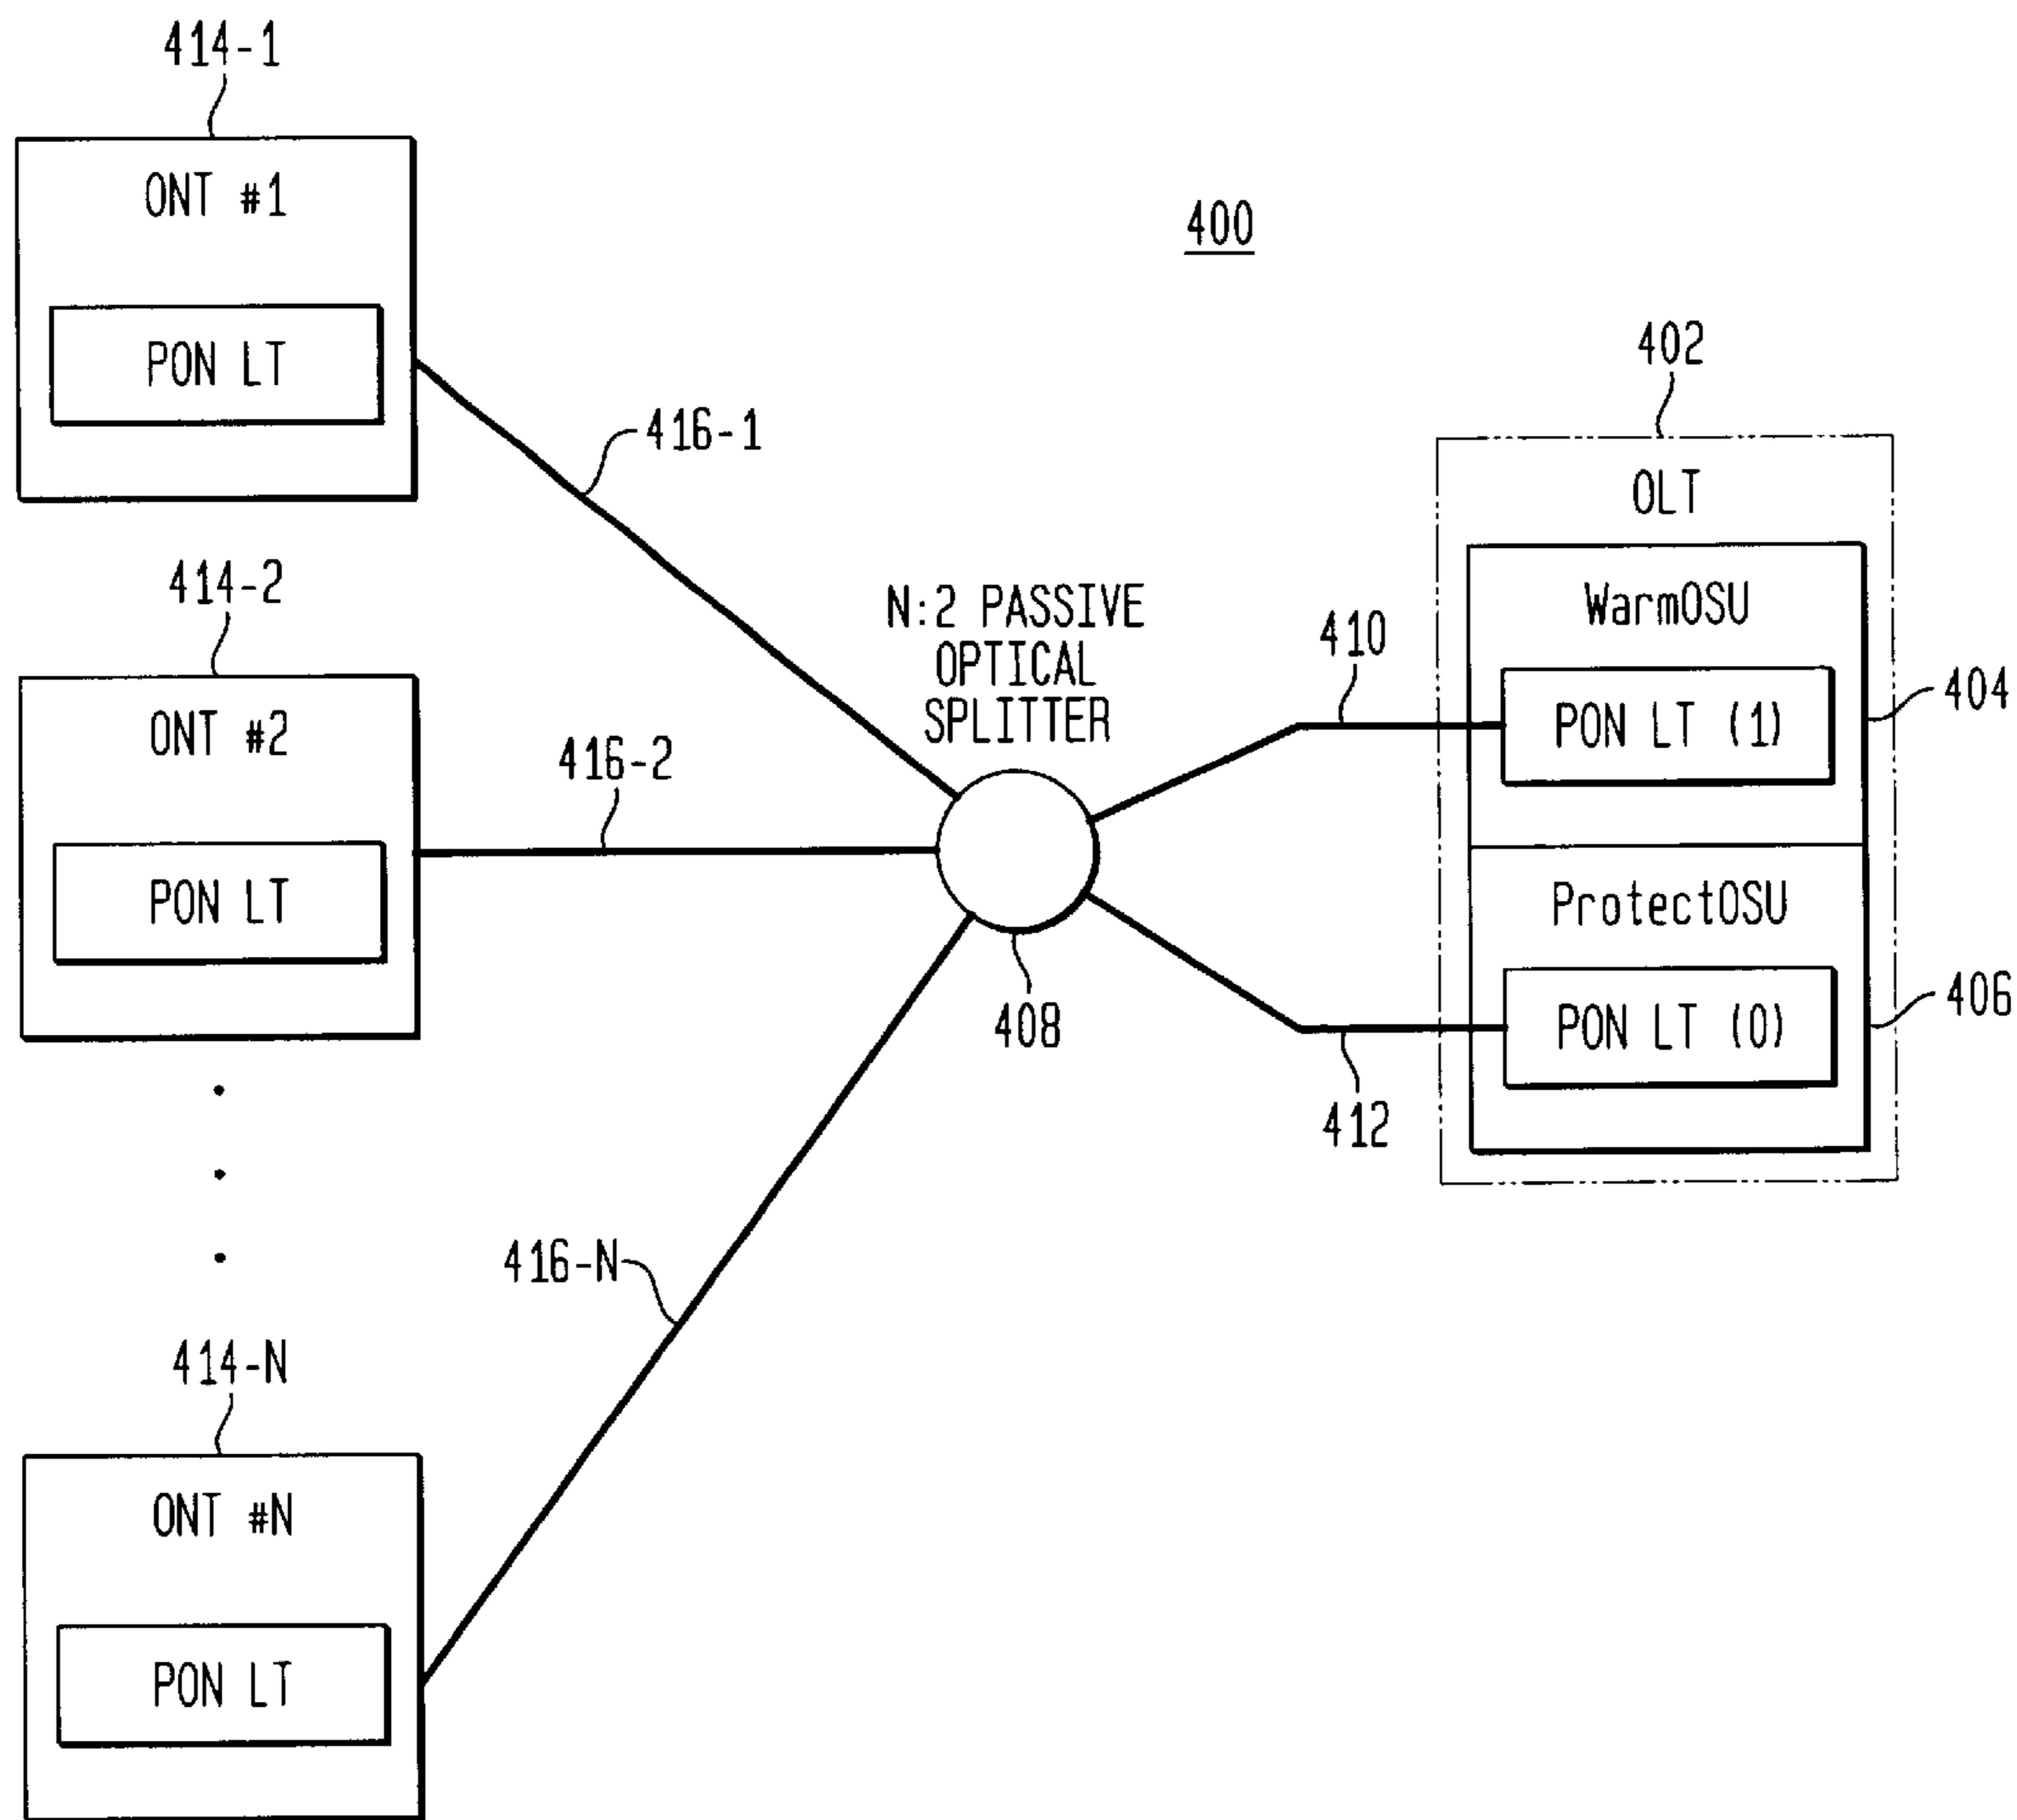 414-1
ONT #1
PON LT
400
416-1
402
OLT
414-2
N:2 PASSIVE
OPTICAL
SPLITTER
WarmOSU
410
404
PON LT (1)
ONT #2
416-2
PON LT
ProtectOSU
406
PON LT (0)
408
412
416-N
414-N
ONT #N
PON LT